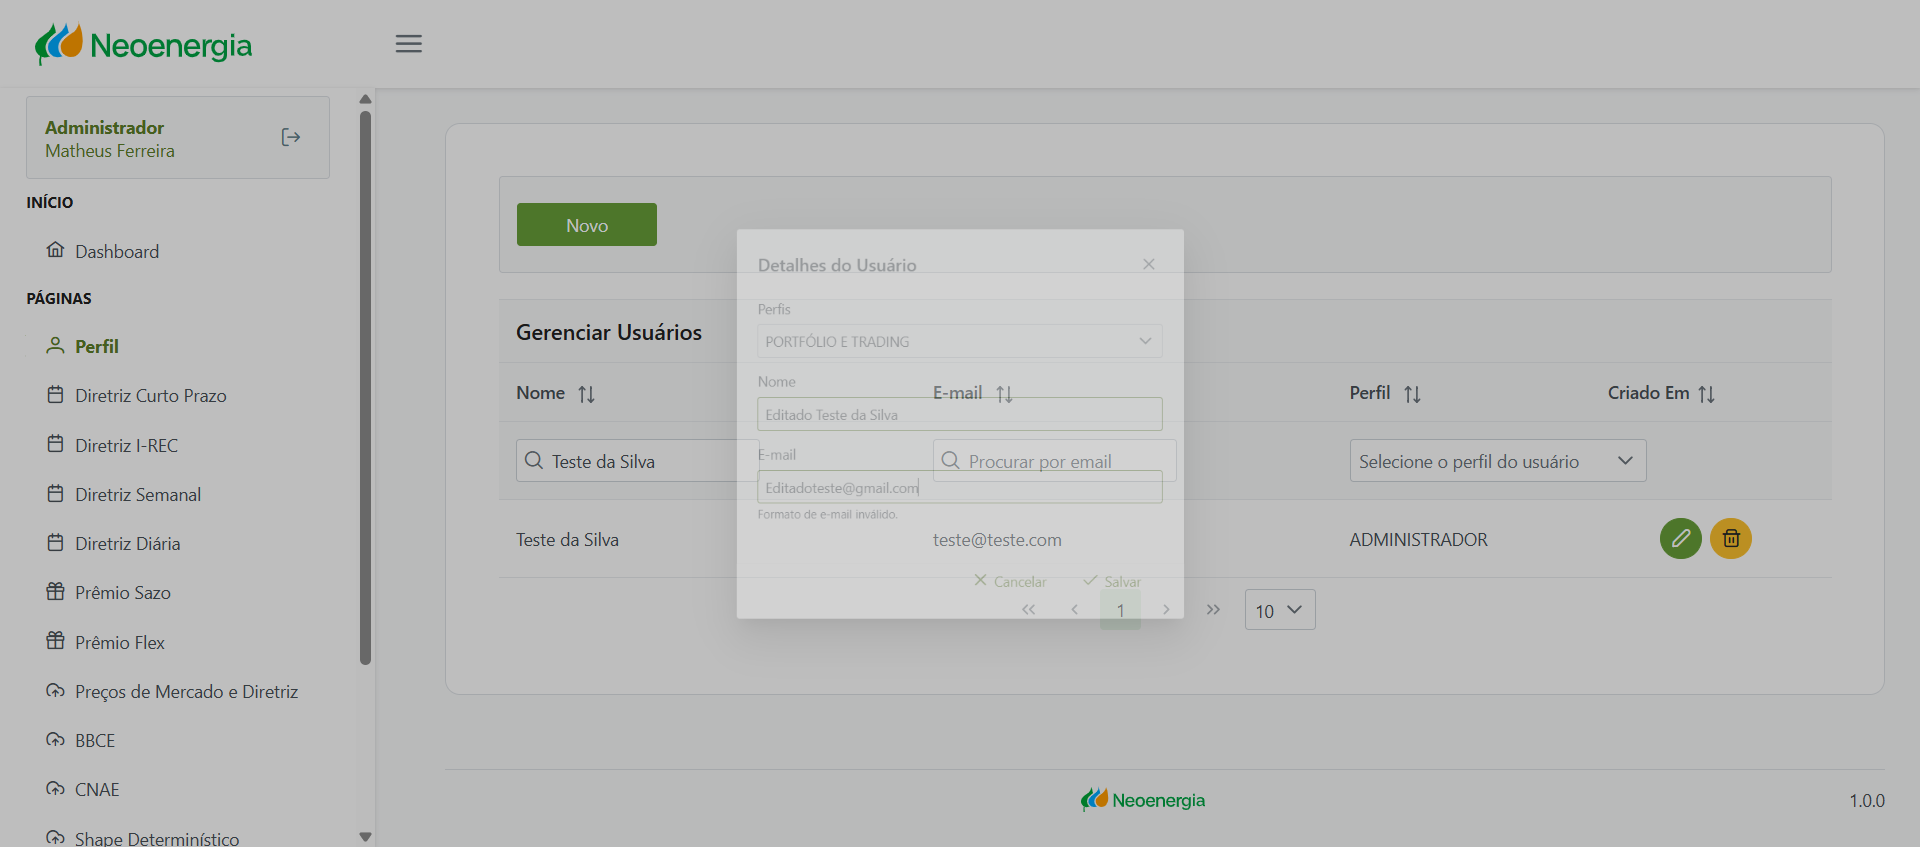 Neoenergia
Administrador
Matheus Ferreira
INÍCIO
Dashboard
PÁGINAS
Perfil
Diretriz Curto Prazo
Diretriz I-REC
Diretriz Semanal
Diretriz Diária
Prêmio Sazo
Prêmio Flex
Preços de Mercado e Diretriz
BBCE
CNAE
Shape Determinístico
Novo
Gerenciar Usuários
Nome E-mail Perfil Criado Em
Teste da Silva Procurar por email Selecione o perfil do usuário
Teste da Silva teste@teste.com ADMINISTRADOR
1 10
Detalhes do Usuário
Perfis
PORTFÓLIO E TRADING
Nome
Editado Teste da Silva
E-mail
Editadoteste@gmail.com
Formato de e-mail inválido.
Cancelar Salvar
Neoenergia
1.0.0